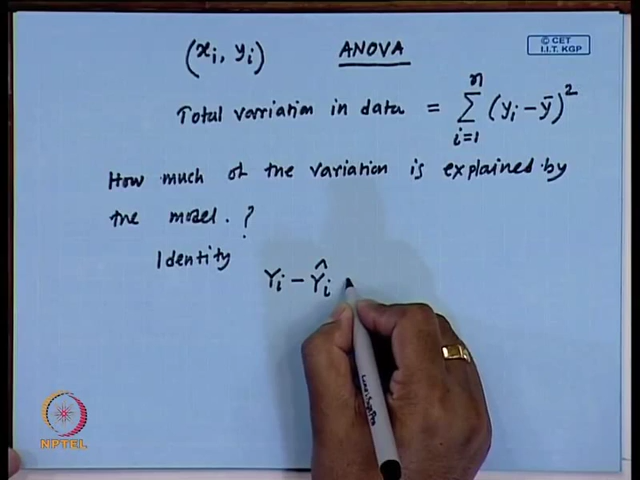 (xi, yi) ANOVA
© CET
I.I.T. KGP
Total variation in data = \sum_{i=1}^{n} (yi - ȳ)²
How much of the variation is explained by
the model. ?
Identity
Yi - Ŷi
NPTEL